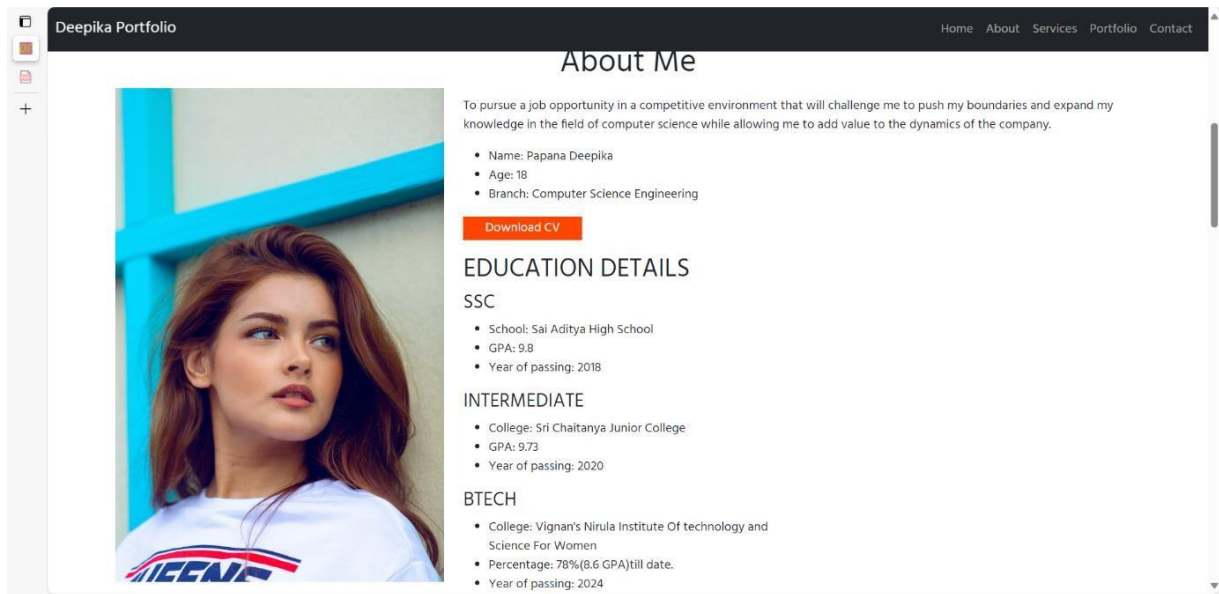 Deepika Portfolio
Home About Services Portfolio Contact
About Me
To pursue a job opportunity in a competitive environment that will challenge me to push my boundaries and expand my
knowledge in the field of computer science while allowing me to add value to the dynamics of the company.
Name: Papana Deepika
Age: 18
Branch: Computer Science Engineering
Download CV
EDUCATION DETAILS
SSC
School: Sai Aditya High School
GPA: 9.8
Year of passing: 2018
INTERMEDIATE
College: Sri Chaitanya Junior College
GPA: 9.73
Year of passing: 2020
BTECH
College: Vignan's Nirula Institute Of technology and
Science For Women
Percentage: 78%(8.6 GPA)till date.
Year of passing: 2024